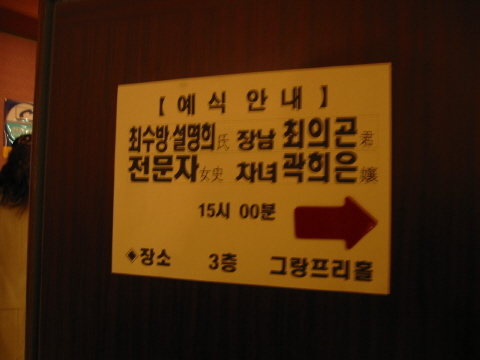 【 예 식 안 내 】
최수방 설명희 氏 장남 최의곤 君
전문자 女史 차녀 곽희은 孃
15시 00분
◈장소 3층 그랑프리홀